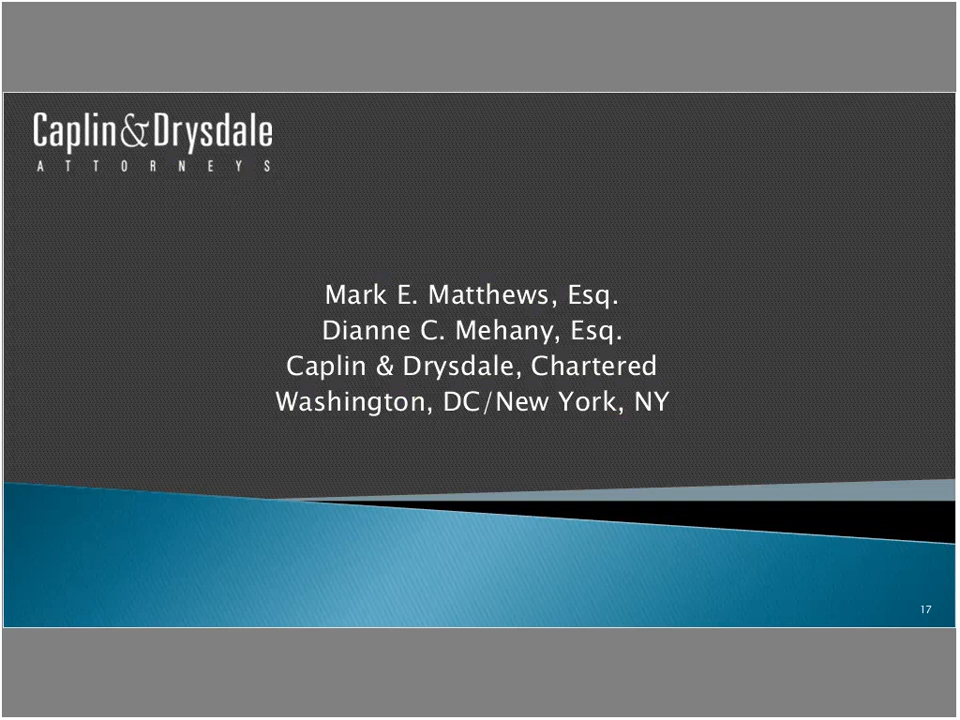 Caplin&Drysdale
ATTORNEYS
Mark E. Matthews, Esq.
Dianne C. Mehany, Esq.
Caplin & Drysdale, Chartered
Washington, DC/New York, NY
17